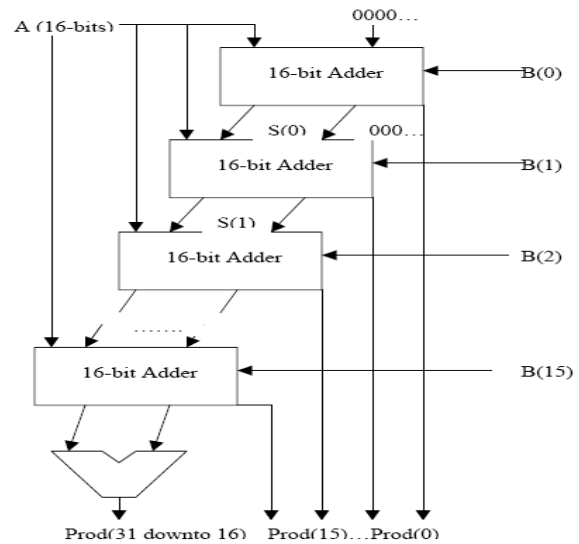 A (16-bits)
0000…
16-bit Adder
B(0)
S(0)
000…
16-bit Adder
B(1)
S(1)
16-bit Adder
B(2)
………
16-bit Adder
B(15)
Prod(31 downto 16)
Prod(15)…Prod(0)